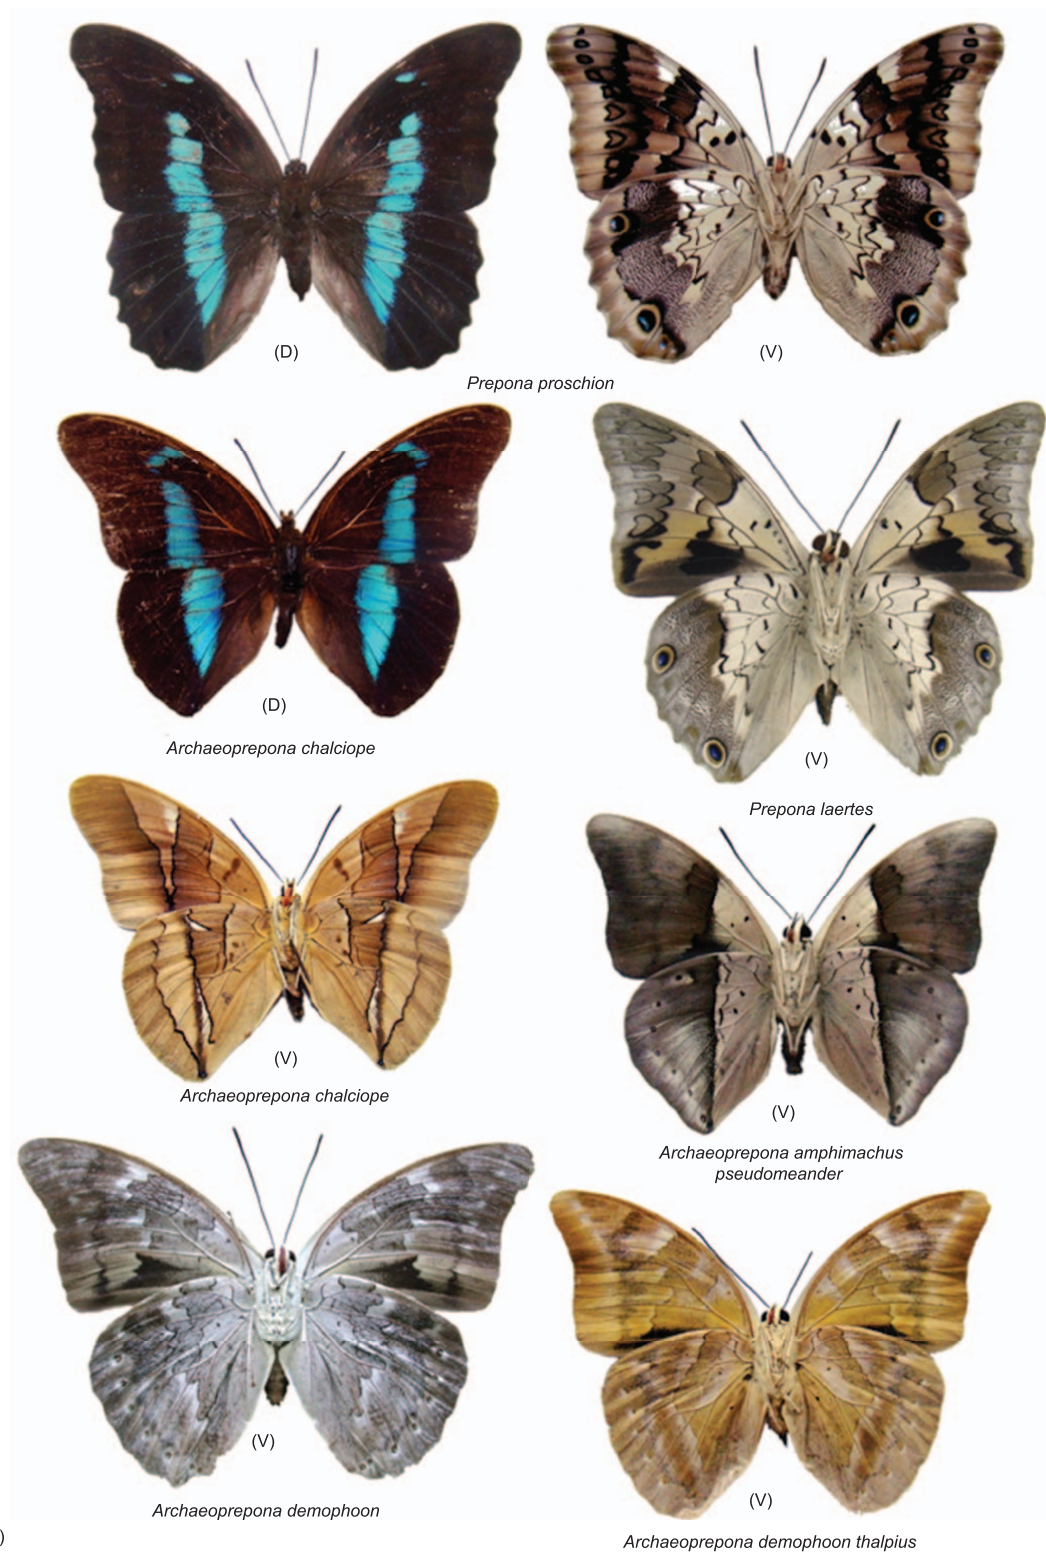 (D)
(V)
Prepona proschion
(D)
Archaeoprepona chalciope
(V)
Prepona laertes
(V)
Archaeoprepona chalciope
(V)
Archaeoprepona amphimachus
pseudomeander
(V)
Archaeoprepona demophoon
(V)
Archaeoprepona demophoon thalpius
)